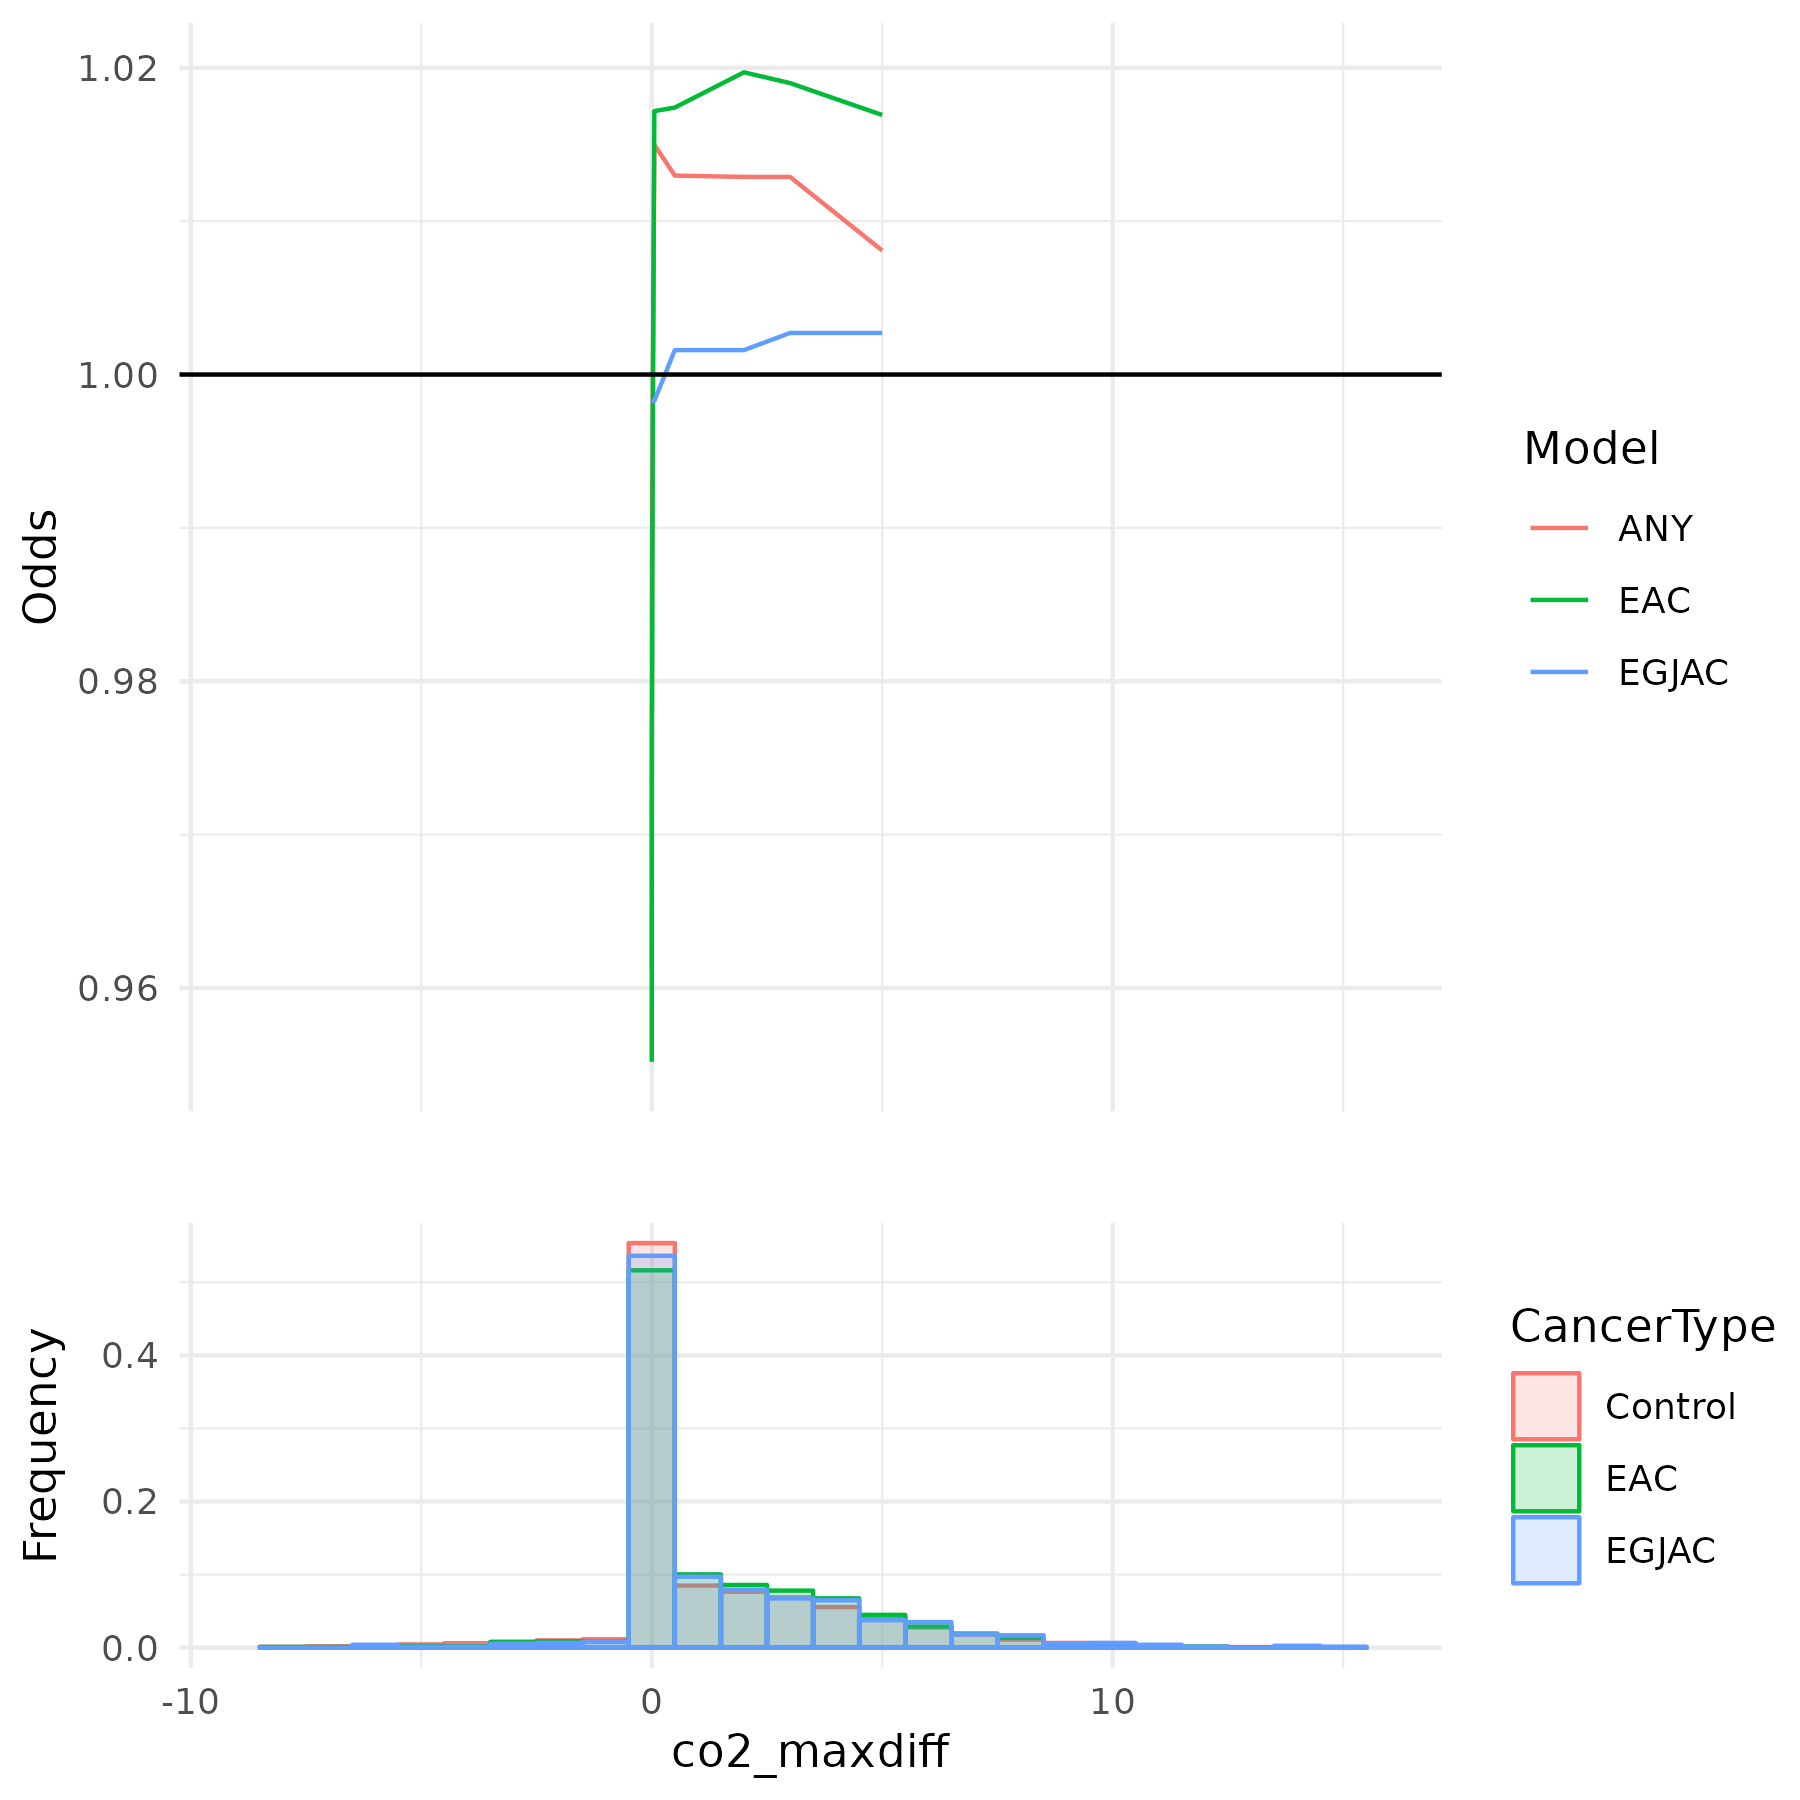 1.02
1.00
0.98
0.96
Odds
Model
ANY
EAC
EGJAC
0.4
0.2
0.0
Frequency
-10
0
10
co2_maxdiff
CancerType
Control
EAC
EGJAC